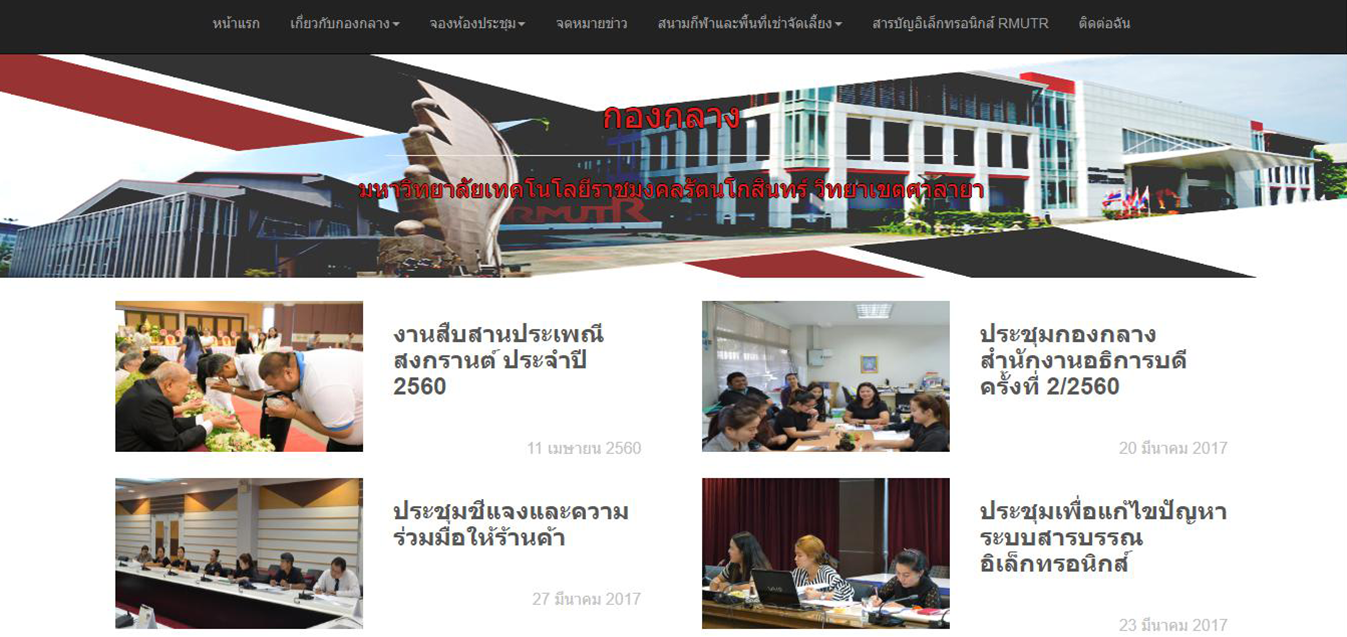 หน้าแรก เกี่ยวกับกองกลาง จองห้องประชุม จดหมายข่าว สนามกีฬาและพื้นที่เช่าจัดเลี้ยง สารบัญอิเล็กทรอนิกส์ RMUTR ติดต่อฉัน
กองกลาง
มหาวิทยาลัยเทคโนโลยีราชมงคลรัตนโกสินทร์ วิทยาเขตศาลายา
RMUTR
งานสืบสานประเพณี
สงกรานต์ ประจำปี
2560
11 เมษายน 2560
ประชุมกองกลาง
สำนักงานอธิการบดี
ครั้งที่ 2/2560
20 มีนาคม 2017
ประชุมชี้แจงและความ
ร่วมมือให้ร้านค้า
27 มีนาคม 2017
ประชุมเพื่อแก้ไขปัญหา
ระบบสารบรรณ
อิเล็กทรอนิกส์
23 มีนาคม 2017